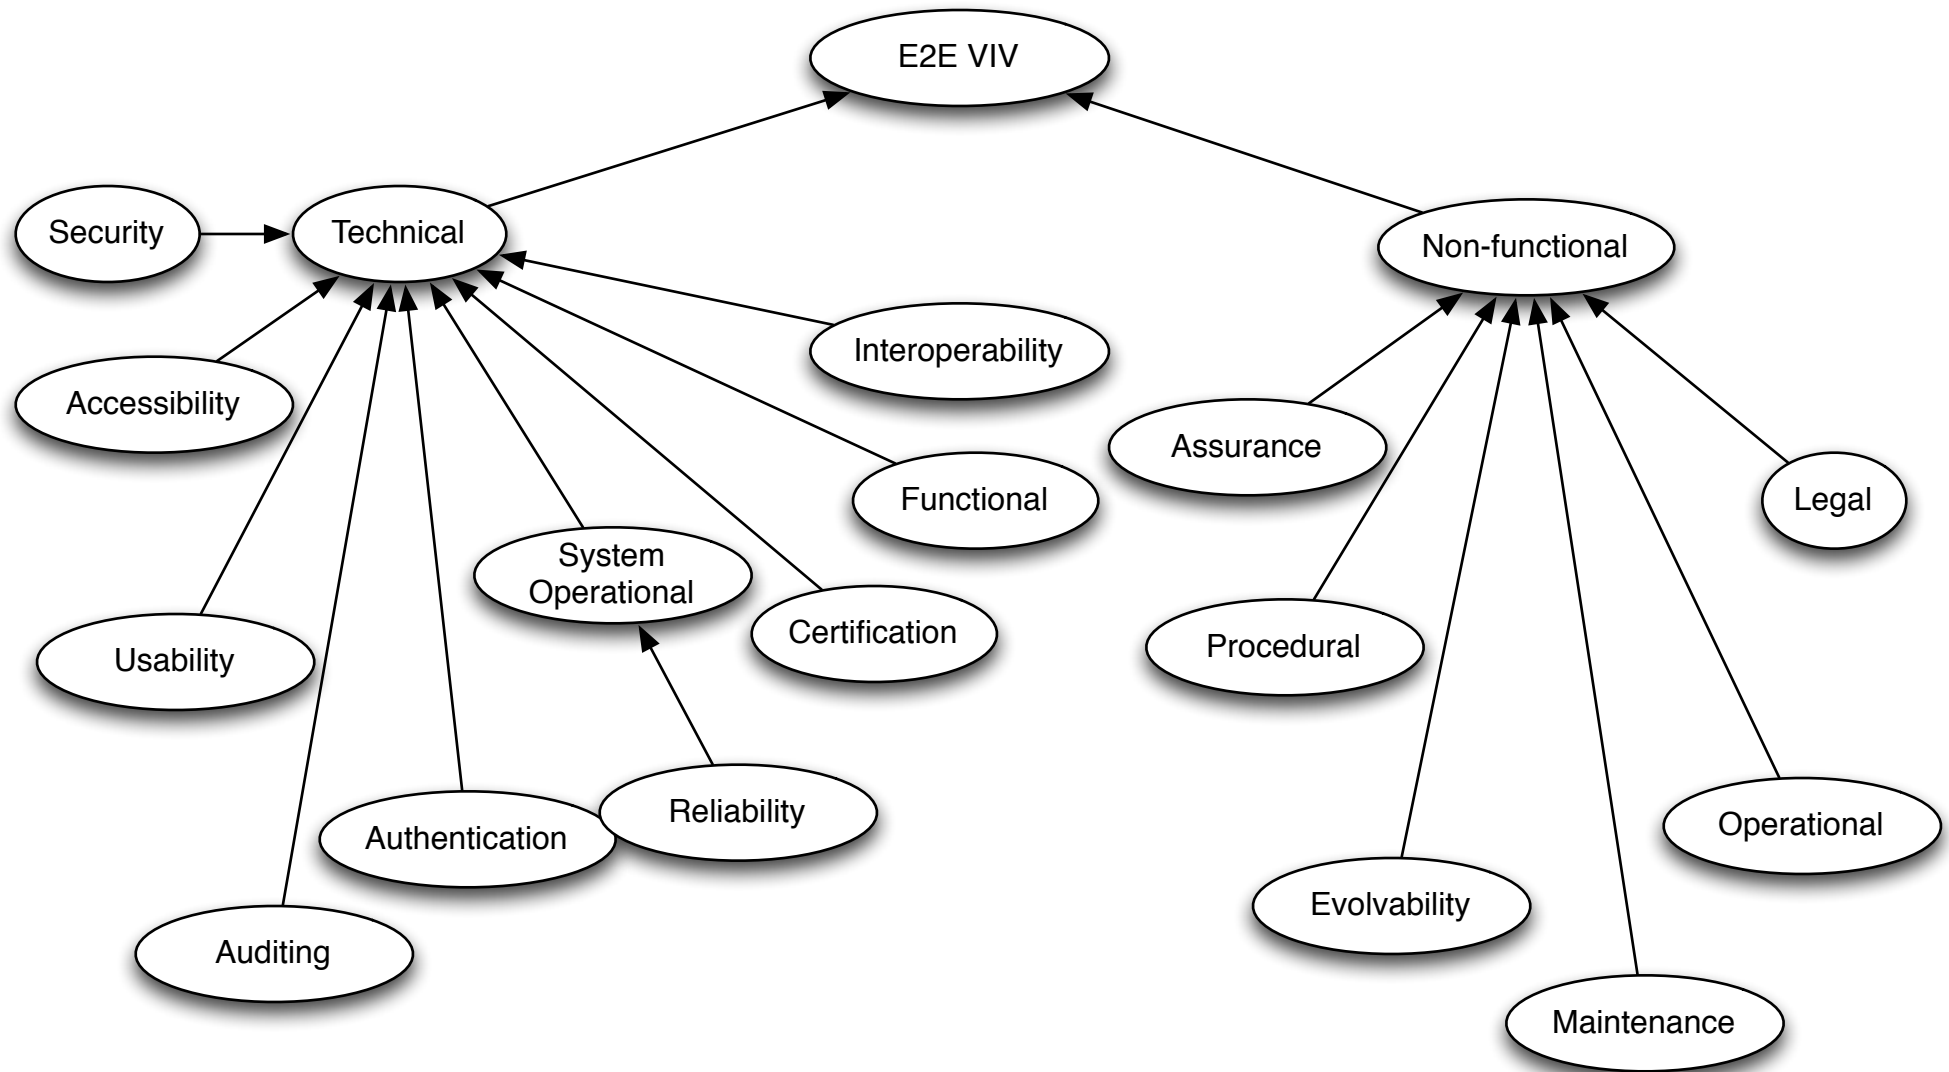 E2E VIV
Security
Technical
Non-functional
Interoperability
Accessibility
Assurance
Functional
Legal
System
Operational
Certification
Usability
Procedural
Reliability
Authentication
Operational
Evolvability
Auditing
Maintenance